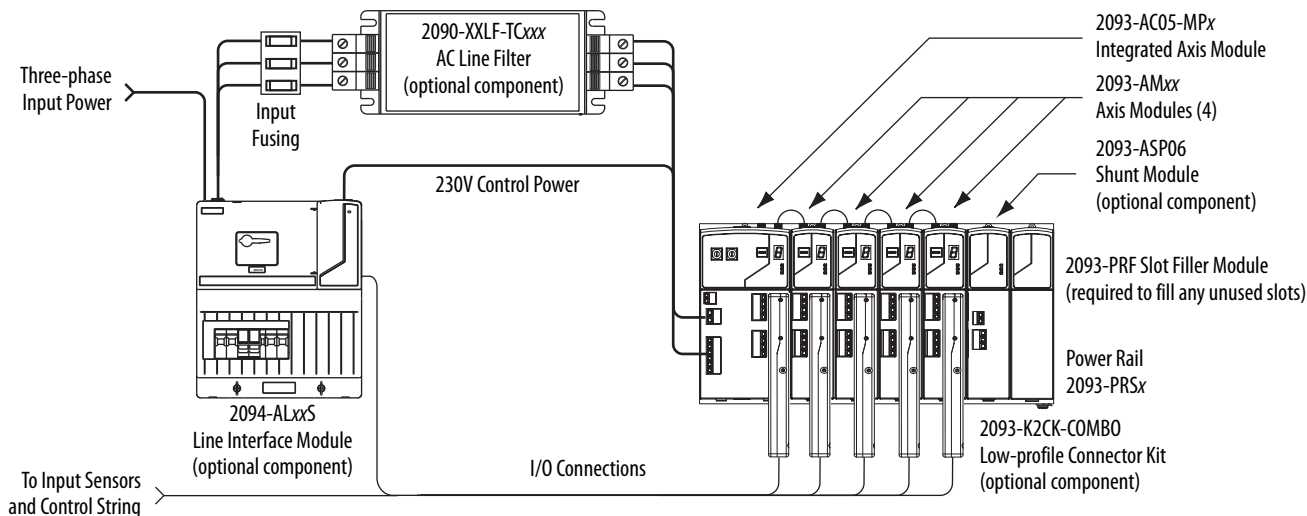 2090-XXLF-TCxxx
AC Line Filter
(optional component)
2093-AC05-MPx
Integrated Axis Module
Three-phase
Input Power
Input
Fusing
2093-AMxx
Axis Modules (4)
2093-ASP06
Shunt Module
(optional component)
230V Control Power
2093-PRF Slot Filler Module
(required to fill any unused slots)
Power Rail
2093-PRSx
2094-ALxxS
Line Interface Module
(optional component)
2093-K2CK-COMBO
Low-profile Connector Kit
(optional component)
I/O Connections
To Input Sensors
and Control String